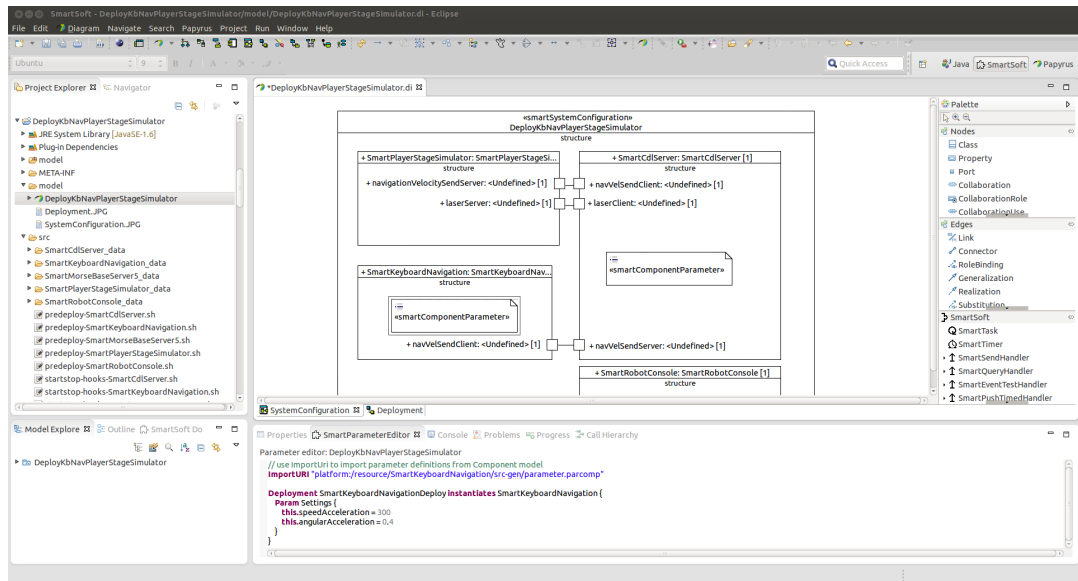 SmartSoft - DeployKbNavPlayerStageSimulator/model/DeployKbNavPlayerStageSimulator.di - Eclipse
File Edit Diagram Navigate Search Papyrus Project Run Window Help
Ubuntu 9 B I A
Quick Access Java SmartSoft Papyrus
Project Explorer Navigator
DeployKbNavPlayerStageSimulator
JRE System Library [JavaSE-1.6]
Plug-in Dependencies
model
META-INF
model
DeployKbNavPlayerStageSimulator
Deployment.JPG
SystemConfiguration.JPG
src
SmartCdlServer_data
SmartKeyboardNavigation_data
SmartMorseBaseServer5_data
SmartPlayerStageSimulator_data
SmartRobotConsole_data
predeploy-SmartCdlServer.sh
predeploy-SmartKeyboardNavigation.sh
predeploy-SmartMorseBaseServer5.sh
predeploy-SmartPlayerStageSimulator.sh
predeploy-SmartRobotConsole.sh
startstop-hooks-SmartCdlServer.sh
startstop-hooks-SmartKeyboardNavigation.sh
*DeployKbNavPlayerStageSimulator.di
«smartSystemConfiguration»
DeployKbNavPlayerStageSimulator
structure
+ SmartPlayerStageSimulator: SmartPlayerStageSi...
structure
+ navigationVelocitySendServer: <Undefined> [1]
+ laserServer: <Undefined> [1]
+ SmartCdlServer: SmartCdlServer [1]
structure
+ navVelSendClient: <Undefined> [1]
+ laserClient: <Undefined> [1]
«smartComponentParameter»
+ navVelSendServer: <Undefined> [1]
+ SmartKeyboardNavigation: SmartKeyboardNav...
structure
«smartComponentParameter»
+ navVelSendClient: <Undefined> [1]
+ SmartRobotConsole: SmartRobotConsole [1]
structure
SystemConfiguration Deployment
Palette
Nodes
Class
Property
Port
Collaboration
CollaborationRole
CollaborationUse
Edges
Link
Connector
RoleBinding
Generalization
Realization
Substitution
SmartSoft
SmartTask
SmartTimer
SmartSendHandler
SmartQueryHandler
SmartEventTestHandler
SmartPushTimedHandler
Model Explore Outline SmartSoft Do
DeployKbNavPlayerStageSimulator
Properties SmartParameterEditor Console Problems Progress Call Hierarchy
Parameter editor: DeployKbNavPlayerStageSimulator
// use ImportUri to import parameter definitions from Component model
ImportURI "platform:/resource/SmartKeyboardNavigation/src-gen/parameter.parcomp"
Deployment SmartKeyboardNavigationDeploy instantiates SmartKeyboardNavigation {
Param Settings {
this.speedAcceleration = 300
this.angularAcceleration = 0.4
}
}